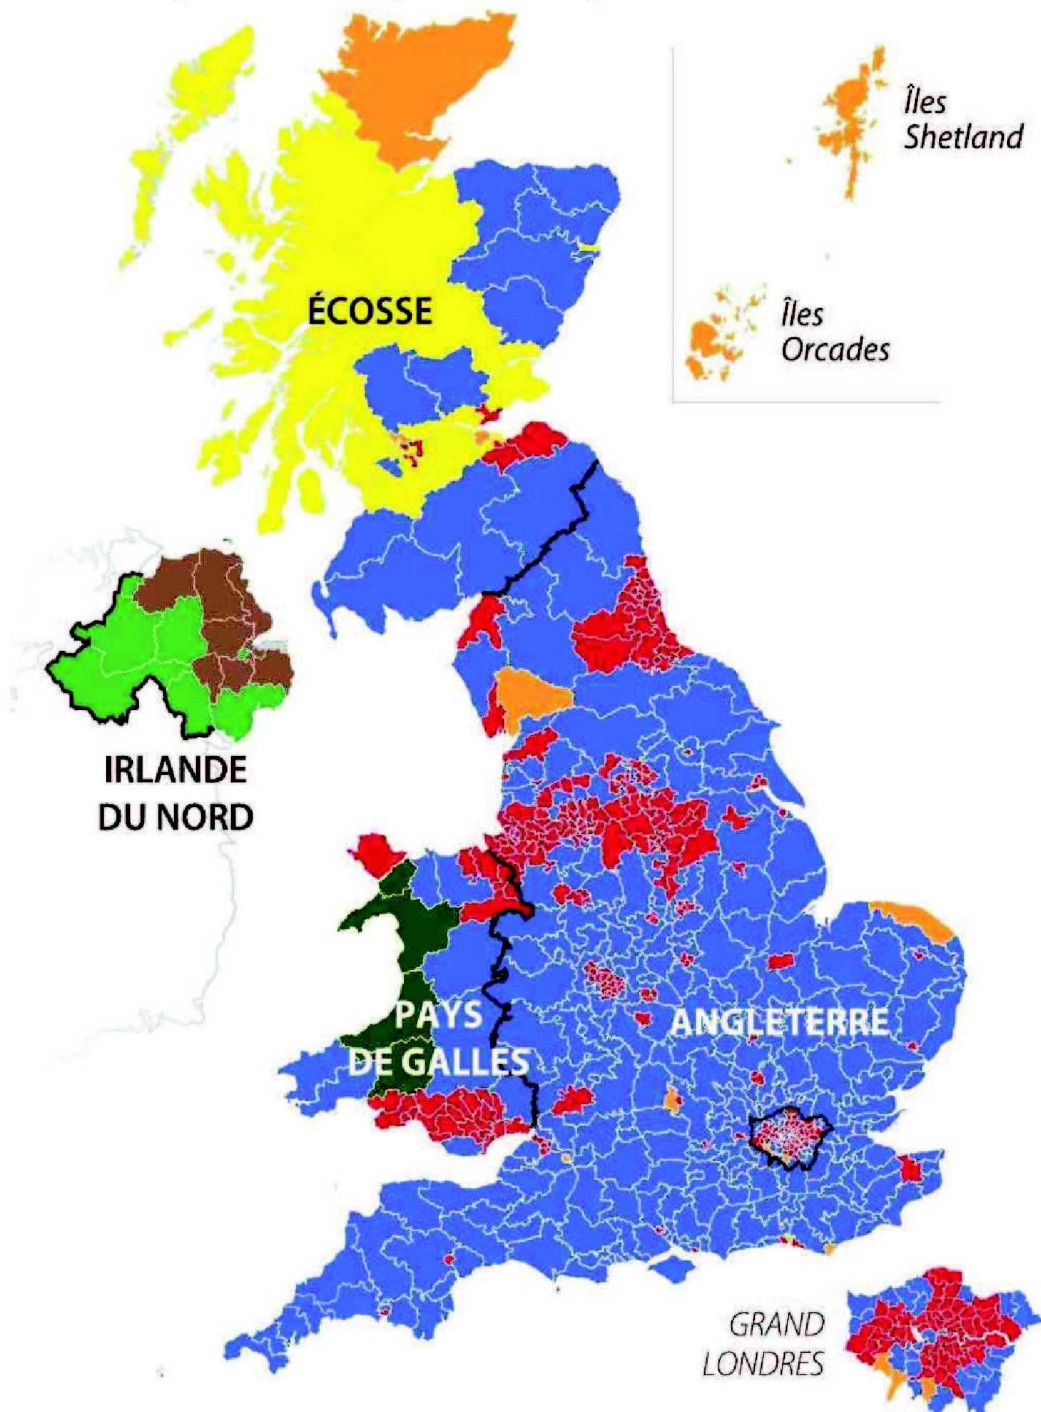 Îles
Shetland
Îles
Orcades
ÉCOSSE
IRLANDE
DU NORD
PAYS
DE GALLES
ANGLETERRE
GRAND
LONDRES